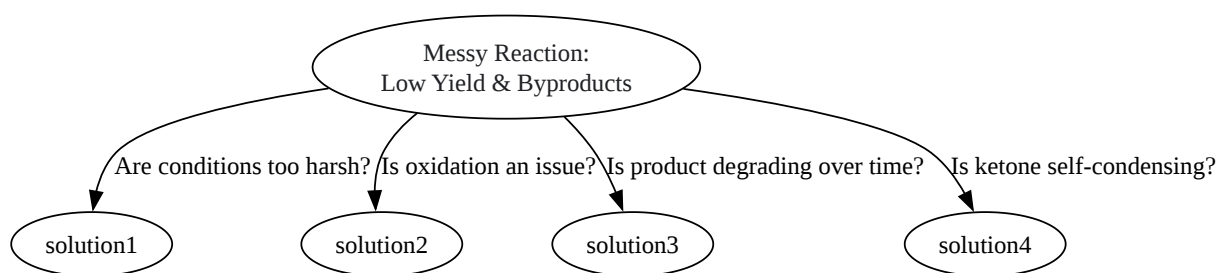 Messy Reaction:
Low Yield & Byproducts
Are conditions too harsh?
Is oxidation an issue?
Is product degrading over time?
Is ketone self-condensing?
solution1
solution2
solution3
solution4